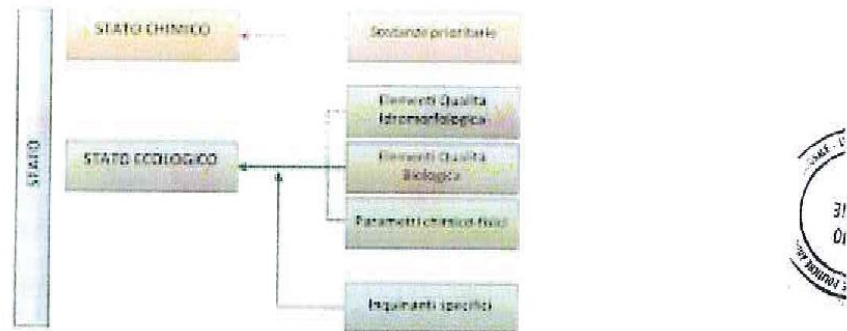 STATO
STATO CHIMICO
Sostanze prioritarie
STATO ECOLOGICO
Elementi Qualità
Idromorfologica
Elementi Qualità
Biologica
Parametri chimico-fisici
Inquinanti specifici